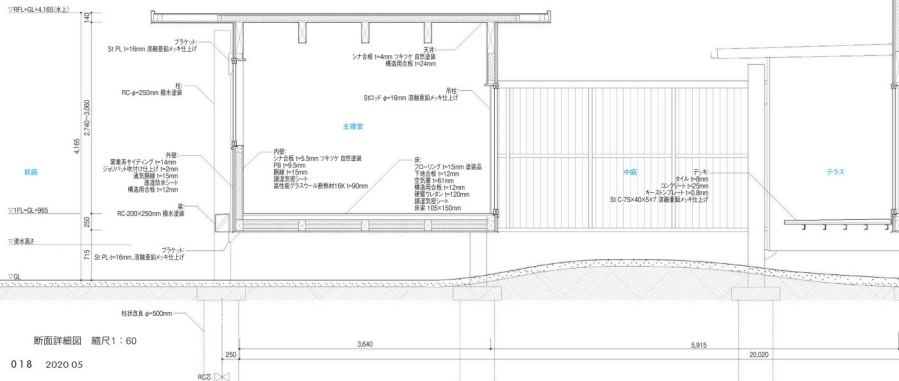 ▽RFL=GL+4,165(水上)
140
4,165
2,740~3,060
250
715
▽1FL=GL+965
▽浸水高さ
▽GL
前庭
ブラケット:
St PL t=16mm 溶融亜鉛メッキ仕上げ
柱:
RC-φ=250mm 撥水塗装
外壁:
窯業系サイディング t=14mm
ジョリパット吹付け仕上げ t=2mm
通気胴縁 t=15mm
透湿防水シート
構造用合板 t=12mm
梁:
RC-200×250mm 撥水塗装
ブラケット:
St PL t=16mm, 溶融亜鉛メッキ仕上げ
柱状改良 φ=500mm
天井:
シナ合板 t=4mm ツキツケ 自然塗装
構造用合板 t=24mm
吊柱:
Stロッド φ=16mm 溶融亜鉛メッキ仕上げ
主寝室
内壁:
シナ合板 t=5.5mm ツキツケ 自然塗装
PB t=9.5mm
胴縁 t=15mm
調湿気密シート
高性能グラスウール断熱材16K t=90mm
床:
フローリング t=15mm 塗装品
下地合板 t=12mm
空気層 t=61mm
構造用合板 t=12mm
硬質ウレタン t=120mm
調湿気密シート
床梁 105×150mm
中庭
デッキ:
タイル t=8mm
コンクリート t=25mm
キーストンプレート t=0.8mm
St C-75×40×5×7 溶融亜鉛メッキ仕上げ
テラス
3,640
5,915
250
20,020
RC芯
断面詳細図 縮尺1:60
018 2020 05